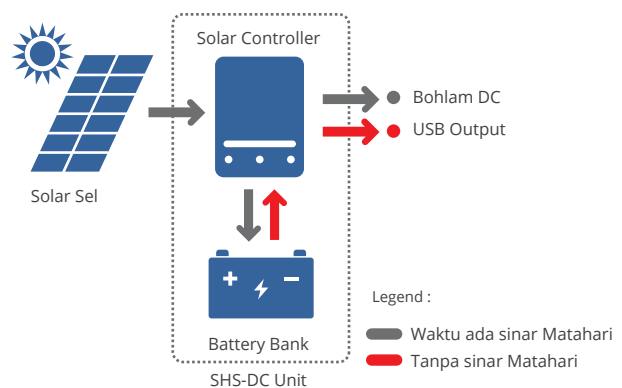 Solar Controller
Bohlam DC
USB Output
Solar Sel
+ −
Battery Bank
SHS-DC Unit
Legend :
Waktu ada sinar Matahari
Tanpa sinar Matahari